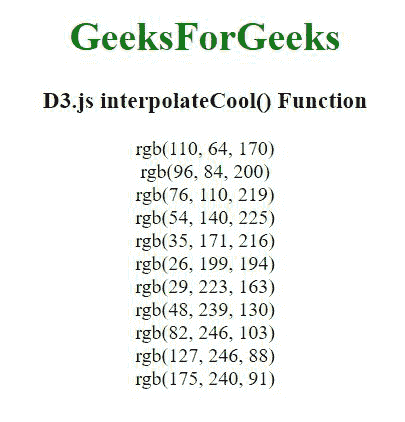 GeeksForGeeks
D3.js interpolateCool() Function
rgb(110, 64, 170)
rgb(96, 84, 200)
rgb(76, 110, 219)
rgb(54, 140, 225)
rgb(35, 171, 216)
rgb(26, 199, 194)
rgb(29, 223, 163)
rgb(48, 239, 130)
rgb(82, 246, 103)
rgb(127, 246, 88)
rgb(175, 240, 91)